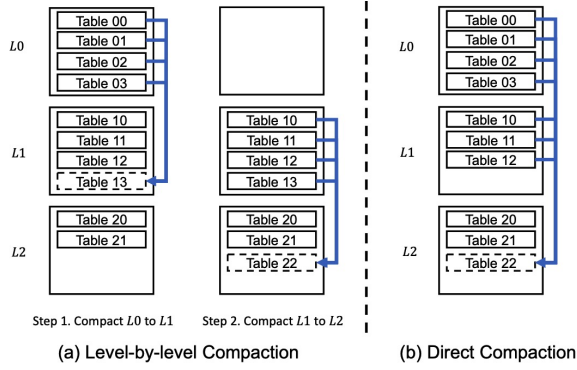 L0
Table 00
Table 01
Table 02
Table 03
L1
Table 10
Table 11
Table 12
Table 13
L2
Table 20
Table 21
Step 1. Compact L0 to L1
Table 10
Table 11
Table 12
Table 13
Table 20
Table 21
Table 22
Step 2. Compact L1 to L2
(a) Level-by-level Compaction
L0
Table 00
Table 01
Table 02
Table 03
L1
Table 10
Table 11
Table 12
L2
Table 20
Table 21
Table 22
(b) Direct Compaction